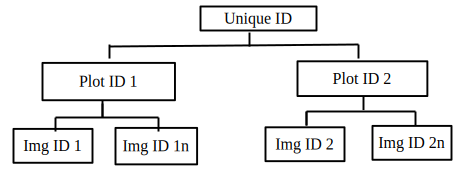 Unique ID
Plot ID 1
Plot ID 2
Img ID 1
Img ID 1n
Img ID 2
Img ID 2n